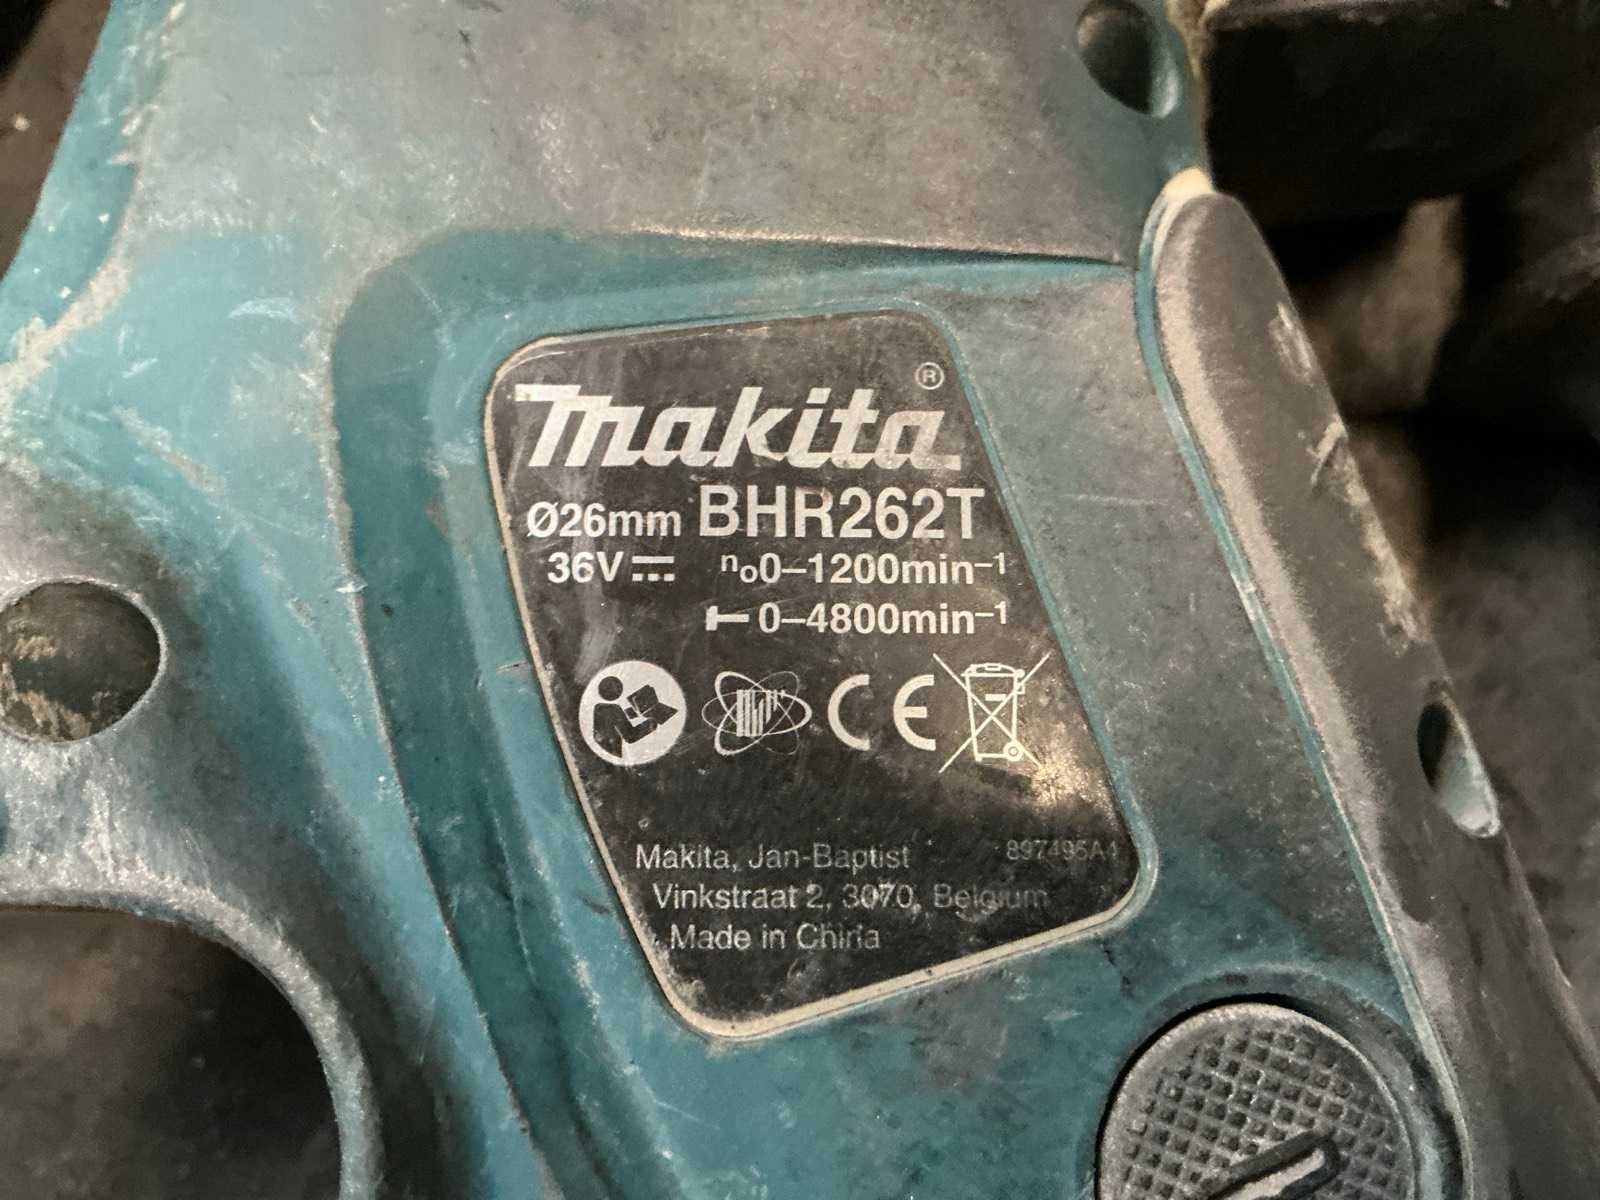 makita®
Ø26mm BHR262T
36V n₀0–1200min⁻¹
0–4800min⁻¹
CE
Makita, Jan-Baptist 897495A4
Vinkstraat 2, 3070, Belgium
Made in China